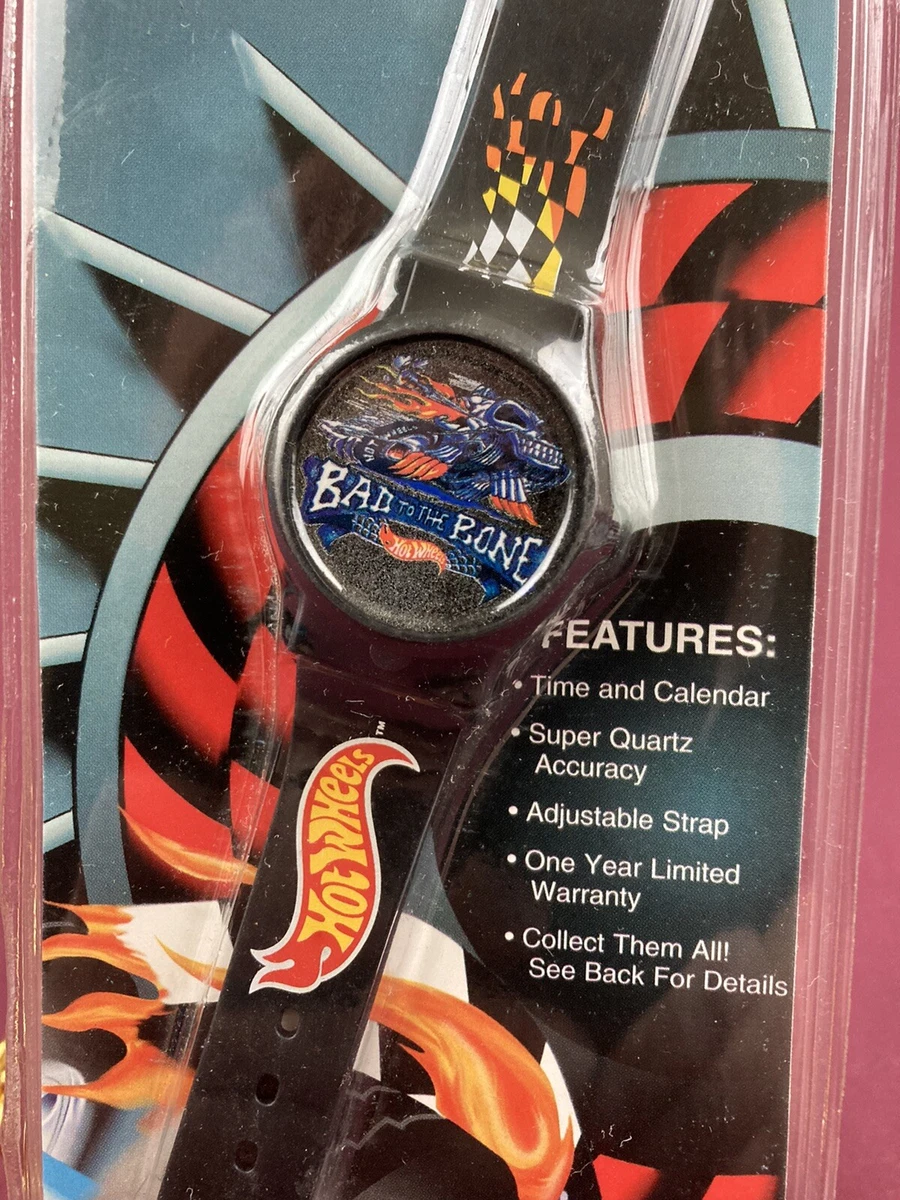 BAD TO THE BONE
HOT WHEELS
FEATURES:
• Time and Calendar
• Super Quartz
Accuracy
• Adjustable Strap
• One Year Limited
Warranty
• Collect Them All!
See Back For Details
HOT WHEELS™